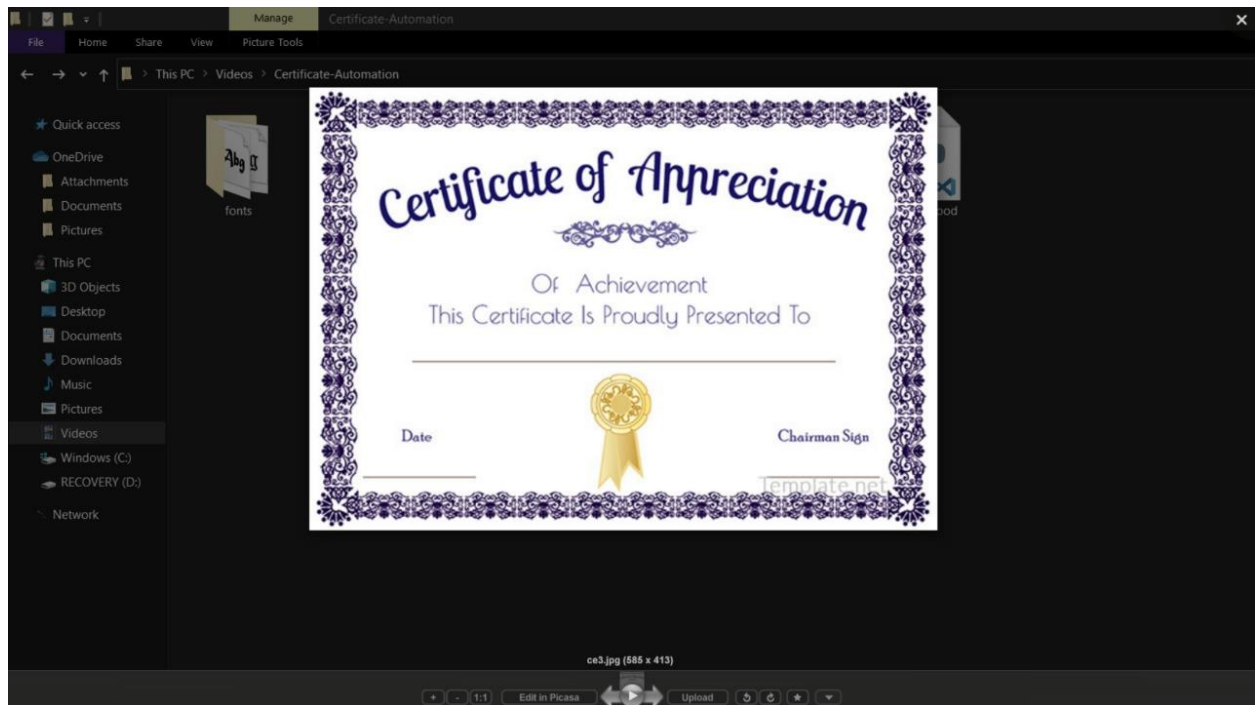 Manage Certificate-Automation
File Home Share View Picture Tools
This PC > Videos > Certificate-Automation
Quick access
OneDrive
Attachments
Documents
Pictures
This PC
3D Objects
Desktop
Documents
Downloads
Music
Pictures
Videos
Windows (C:)
RECOVERY (D:)
Network
Abg g
fonts
Certificate of Appreciation
Of Achievement
This Certificate Is Proudly Presented To
Date
Chairman Sign
Template.net
ce3.jpg (585 x 413)
+ - 1:1 Edit in Picasa Upload